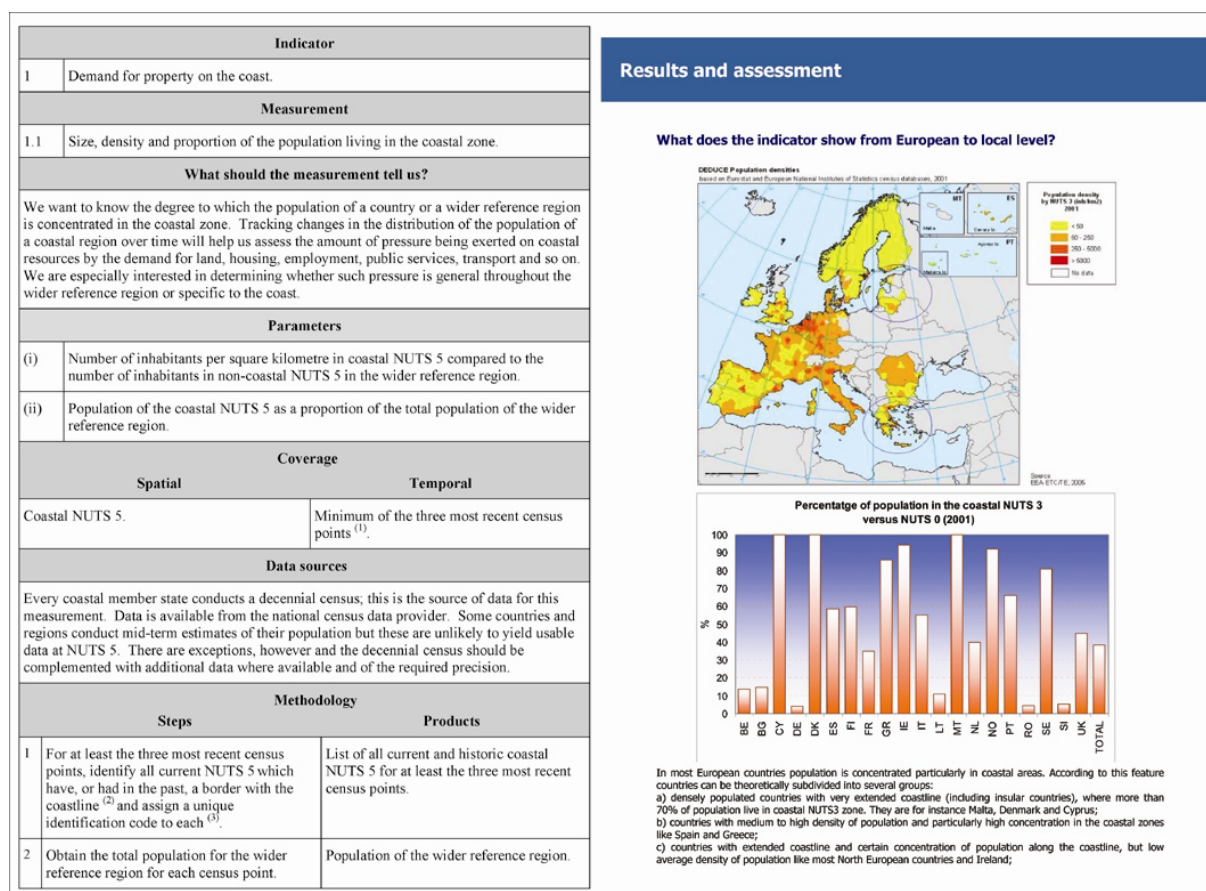 Indicator
1 Demand for property on the coast.
Measurement
1.1 Size, density and proportion of the population living in the coastal zone.
What should the measurement tell us?
We want to know the degree to which the population of a country or a wider reference region
is concentrated in the coastal zone. Tracking changes in the distribution of the population of
a coastal region over time will help us assess the amount of pressure being exerted on coastal
resources by the demand for land, housing, employment, public services, transport and so on.
We are especially interested in determining whether such pressure is general throughout the
wider reference region or specific to the coast.
Parameters
(i) Number of inhabitants per square kilometre in coastal NUTS 5 compared to the
number of inhabitants in non-coastal NUTS 5 in the wider reference region.
(ii) Population of the coastal NUTS 5 as a proportion of the total population of the wider
reference region.
Coverage
Spatial Temporal
Coastal NUTS 5. Minimum of the three most recent census
points (1).
Data sources
Every coastal member state conducts a decennial census; this is the source of data for this
measurement. Data is available from the national census data provider. Some countries and
regions conduct mid-term estimates of their population but these are unlikely to yield usable
data at NUTS 5. There are exceptions, however and the decennial census should be
complemented with additional data where available and of the required precision.
Methodology
Steps Products
1 For at least the three most recent census List of all current and historic coastal
points, identify all current NUTS 5 which NUTS 5 for at least the three most recent
have, or had in the past, a border with the census points.
coastline (2) and assign a unique
identification code to each (3).
2 Obtain the total population for the wider Population of the wider reference region.
reference region for each census point.
Results and assessment
What does the indicator show from European to local level?
DEDUCE Population densities
based on Eurostat and European National Institutes of Statistics census databases, 2001
MT
ES
PT
Population density
by NUTS 3 (inh/km2)
2001
< 50
50 - 250
250 - 5000
> 5000
No data
Source
EEA-ETC/TE, 2005
Percentatge of population in the coastal NUTS 3
versus NUTS 0 (2001)
100
90
80
70
60
50
40
30
20
10
0
%
BE BG CY DE DK ES FI FR GR IE IT LT MT NL NO PT RO SE SI UK TOTAL
In most European countries population is concentrated particularly in coastal areas. According to this feature
countries can be theoretically subdivided into several groups:
a) densely populated countries with very extended coastline (including insular countries), where more than
70% of population live in coastal NUTS3 zone. They are for instance Malta, Denmark and Cyprus;
b) countries with medium to high density of population and particularly high concentration in the coastal zones
like Spain and Greece;
c) countries with extended coastline and certain concentration of population along the coastline, but low
average density of population like most North European countries and Ireland;